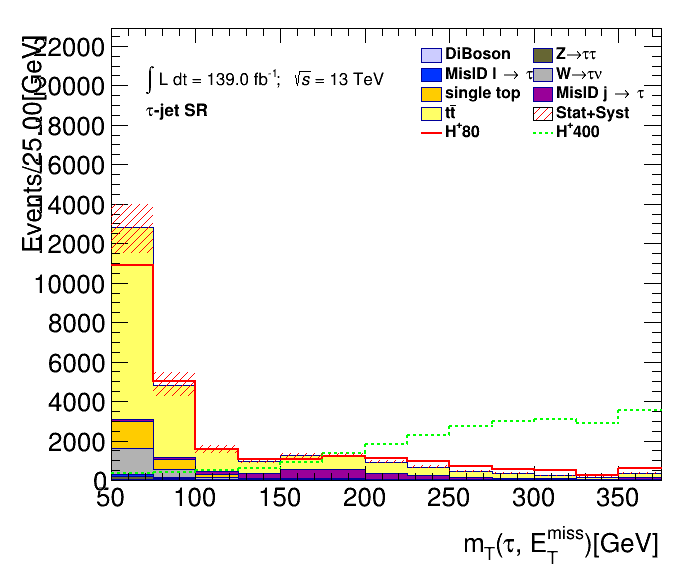 Events/25.00[GeV]
22000
20000
18000
16000
14000
12000
10000
8000
6000
4000
2000
0
∫ L dt = 139.0 fb⁻¹; √s = 13 TeV
τ-jet SR
DiBoson Z→ττ
MisID l → τ W→τν
single top MisID j → τ
tt̄ Stat+Syst
H⁺80 H⁺400
50 100 150 200 250 300 350
m_T(τ, E_T^miss)[GeV]